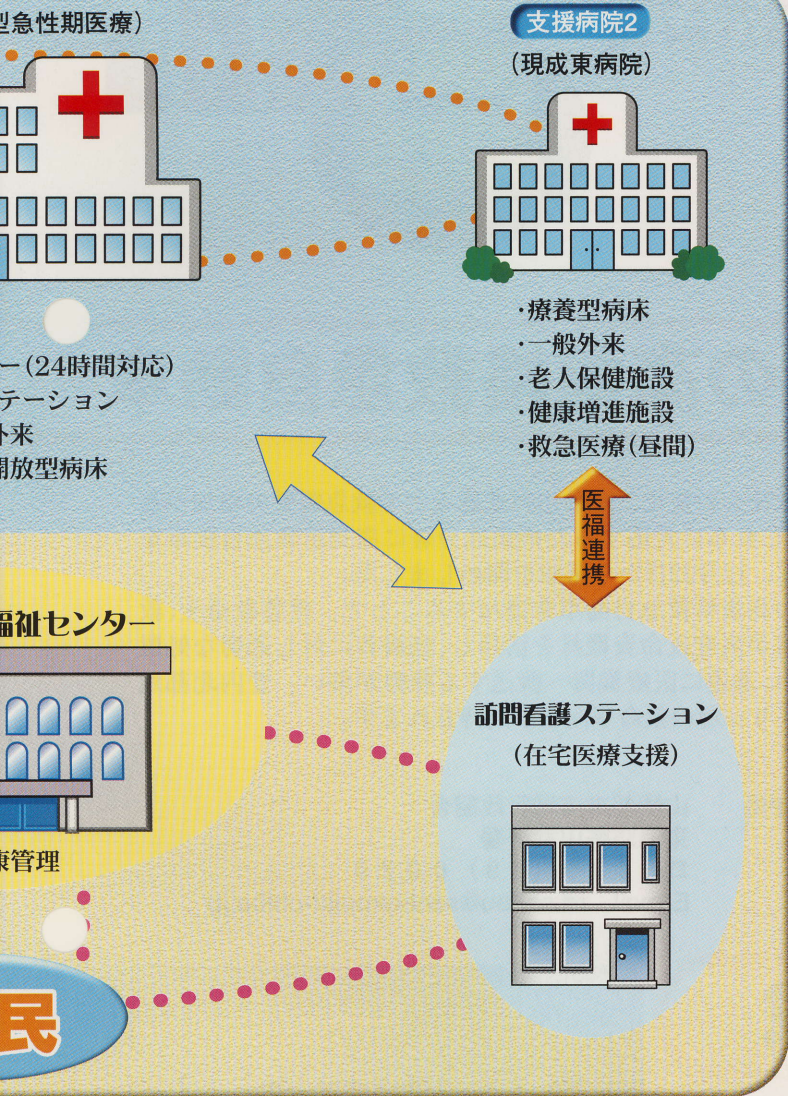 型急性期医療)
支援病院2
(現成東病院)
・療養型病床
・一般外来
・老人保健施設
・健康増進施設
・救急医療(昼間)
ー(24時間対応)
テーション
外来
開放型病床
医福連携
福祉センター
康管理
訪問看護ステーション
(在宅医療支援)
民